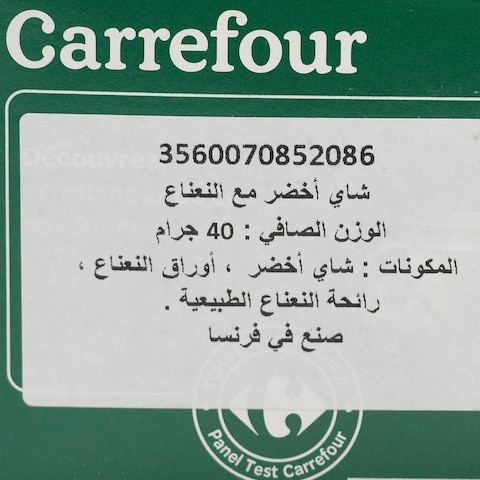 Carrefour
Découvrez
3560070852086
شاي أخضر مع النعناع
الوزن الصافي : 40 جرام
المكونات : شاي أخضر ، أوراق النعناع ،
رائحة النعناع الطبيعية .
صنع في فرنسا
Panel Test Carrefour